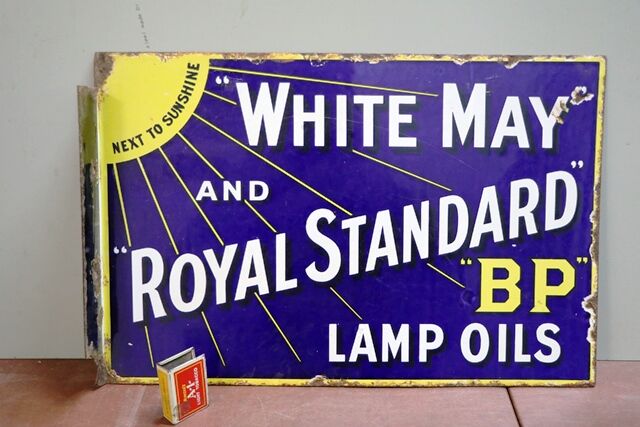 NEXT TO SUNSHINE
"WHITE MAY"
AND
"ROYAL STANDARD"
"BP"
LAMP OILS